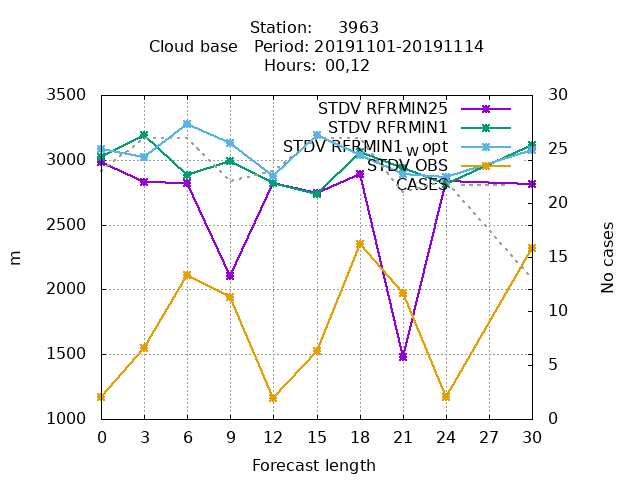 Station: 3963
Cloud base Period: 20191101-20191114
Hours: 00,12
3500 30
STDV RFRMIN25
STDV RFRMIN1
STDV RFRMIN1_W opt
STDV OBS
CASES
3000 25
2500 20
2000 15
1500 10
1000 5
0
m
No cases
0 3 6 9 12 15 18 21 24 27 30
Forecast length